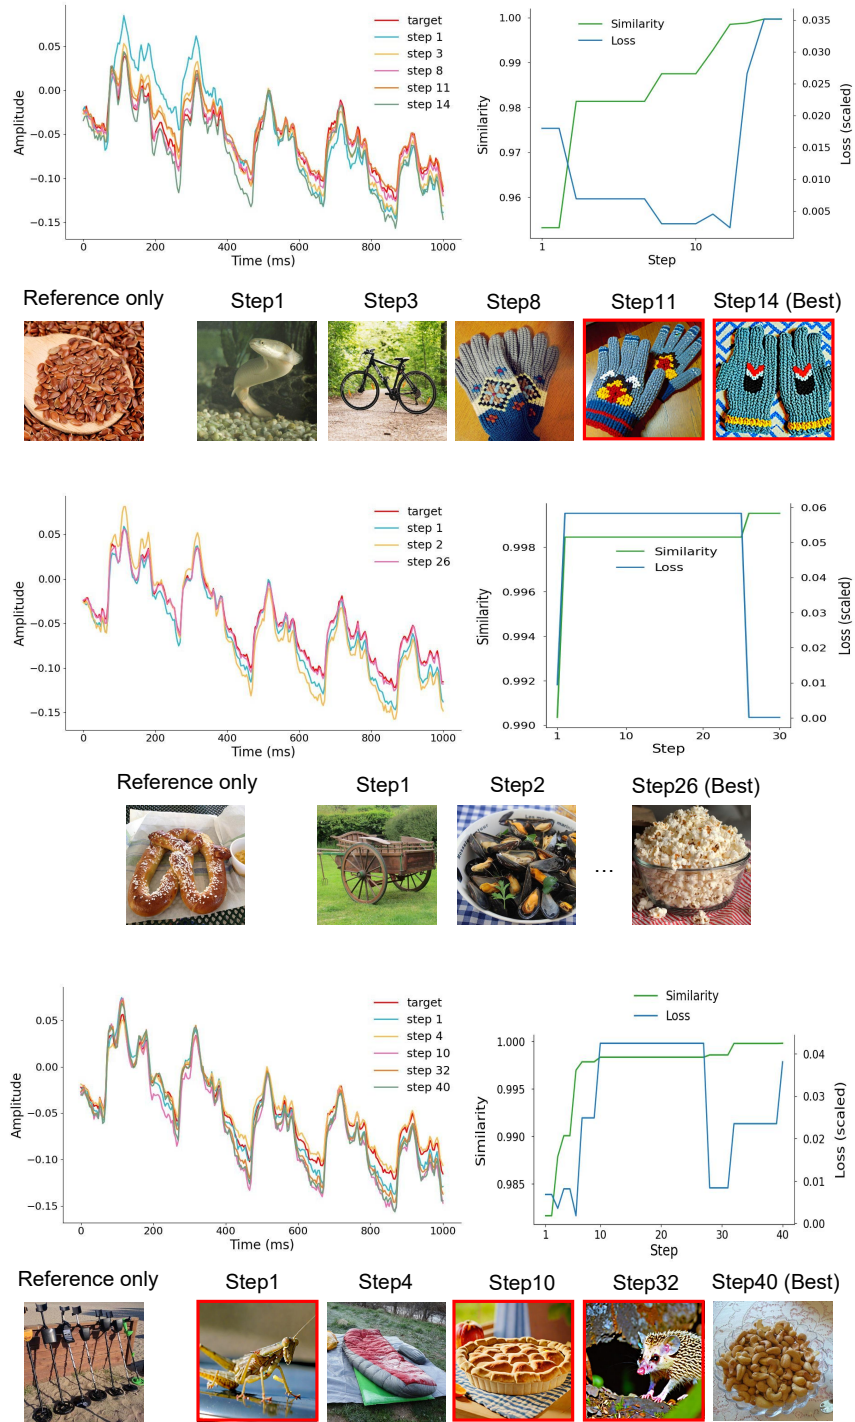 target
step 1
step 3
step 8
step 11
step 14
0.05
0.00
−0.05
−0.10
−0.15
Amplitude
0 200 400 600 800 1000
Time (ms)
Similarity
Loss
1.00
0.99
0.98
0.97
0.96
Similarity
0.035
0.030
0.025
0.020
0.015
0.010
0.005
Loss (scaled)
1 10
Step
Reference only Step1 Step3 Step8 Step11 Step14 (Best)
target
step 1
step 2
step 26
0.05
0.00
−0.05
−0.10
−0.15
Amplitude
0 200 400 600 800 1000
Time (ms)
Similarity
Loss
0.998
0.996
0.994
0.992
0.990
Similarity
0.06
0.05
0.04
0.03
0.02
0.01
0.00
Loss (scaled)
1 10 20 30
Step
Reference only Step1 Step2 Step26 (Best)
...
target
step 1
step 4
step 10
step 32
step 40
0.05
0.00
−0.05
−0.10
−0.15
Amplitude
0 200 400 600 800 1000
Time (ms)
Similarity
Loss
1.000
0.995
0.990
0.985
Similarity
0.04
0.03
0.02
0.01
0.00
Loss (scaled)
1 10 20 30 40
Step
Reference only Step1 Step4 Step10 Step32 Step40 (Best)